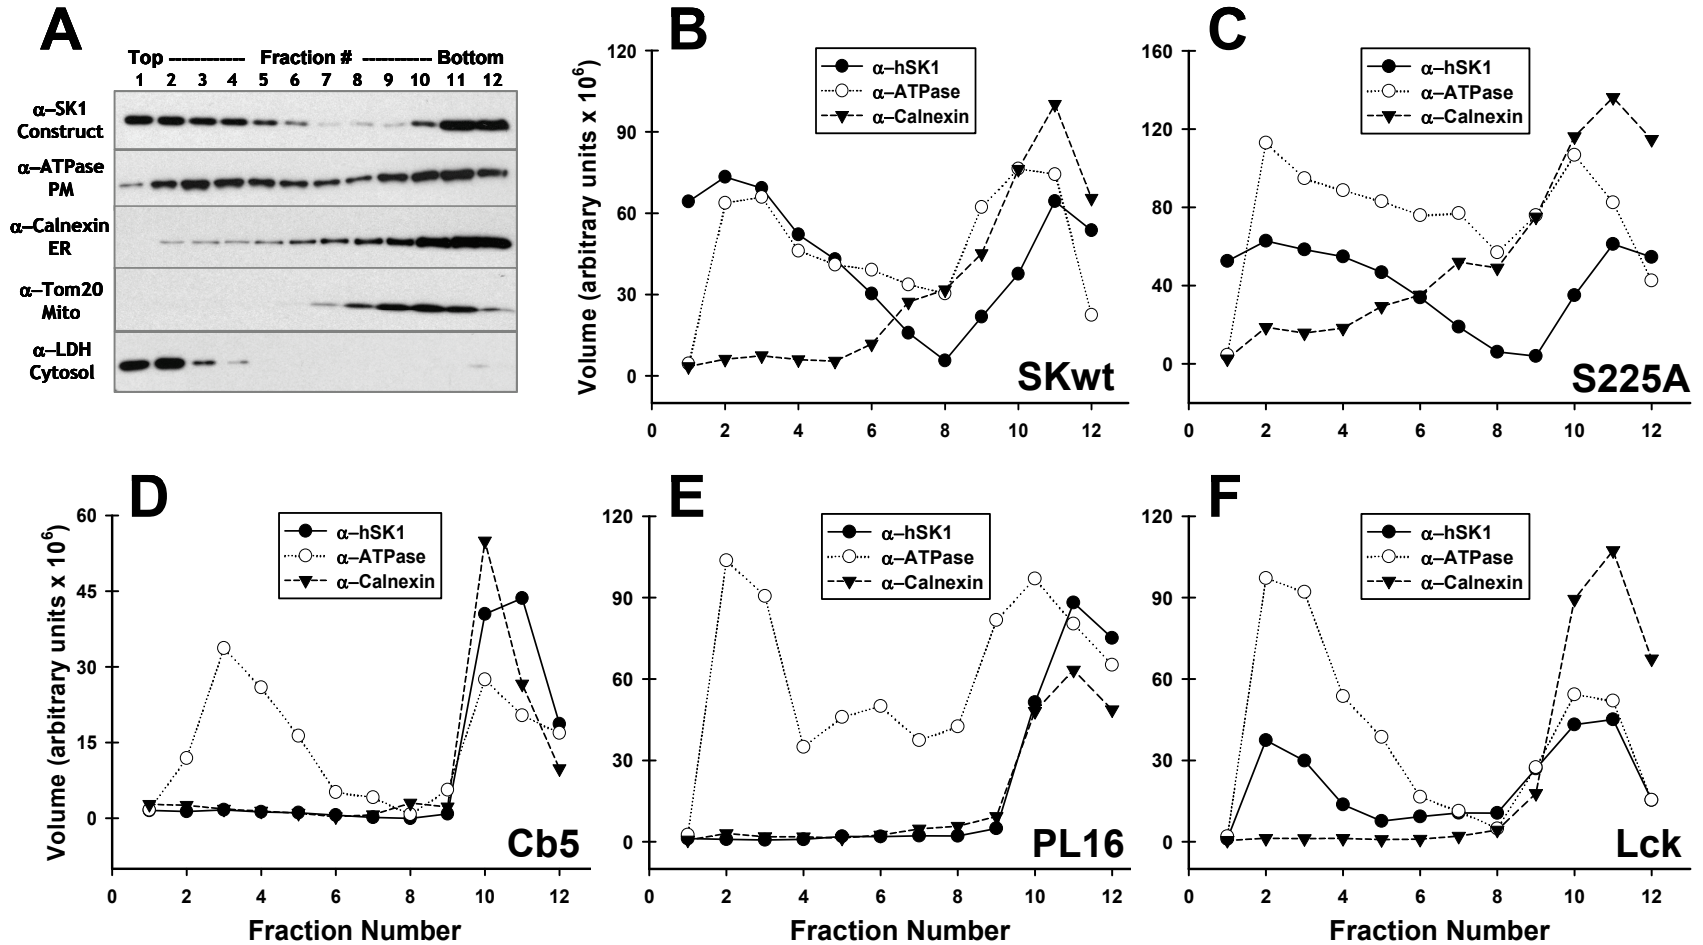 A
Top ------------ Fraction # ----------- Bottom
1 2 3 4 5 6 7 8 9 10 11 12
α–SK1
Construct
α–ATPase
PM
α–Calnexin
ER
α–Tom20
Mito
α–LDH
Cytosol
B
Volume (arbitrary units x 10⁶)
120
90
60
30
0
α–hSK1
α–ATPase
α–Calnexin
SKwt
0 2 4 6 8 10 12
C
160
120
80
40
0
α–hSK1
α–ATPase
α–Calnexin
S225A
0 2 4 6 8 10 12
D
Volume (arbitrary units x 10⁶)
60
45
30
15
0
α–hSK1
α–ATPase
α–Calnexin
Cb5
0 2 4 6 8 10 12
Fraction Number
E
120
90
60
30
0
α–hSK1
α–ATPase
α–Calnexin
PL16
0 2 4 6 8 10 12
Fraction Number
F
120
90
60
30
0
α–hSK1
α–ATPase
α–Calnexin
Lck
0 2 4 6 8 10 12
Fraction Number